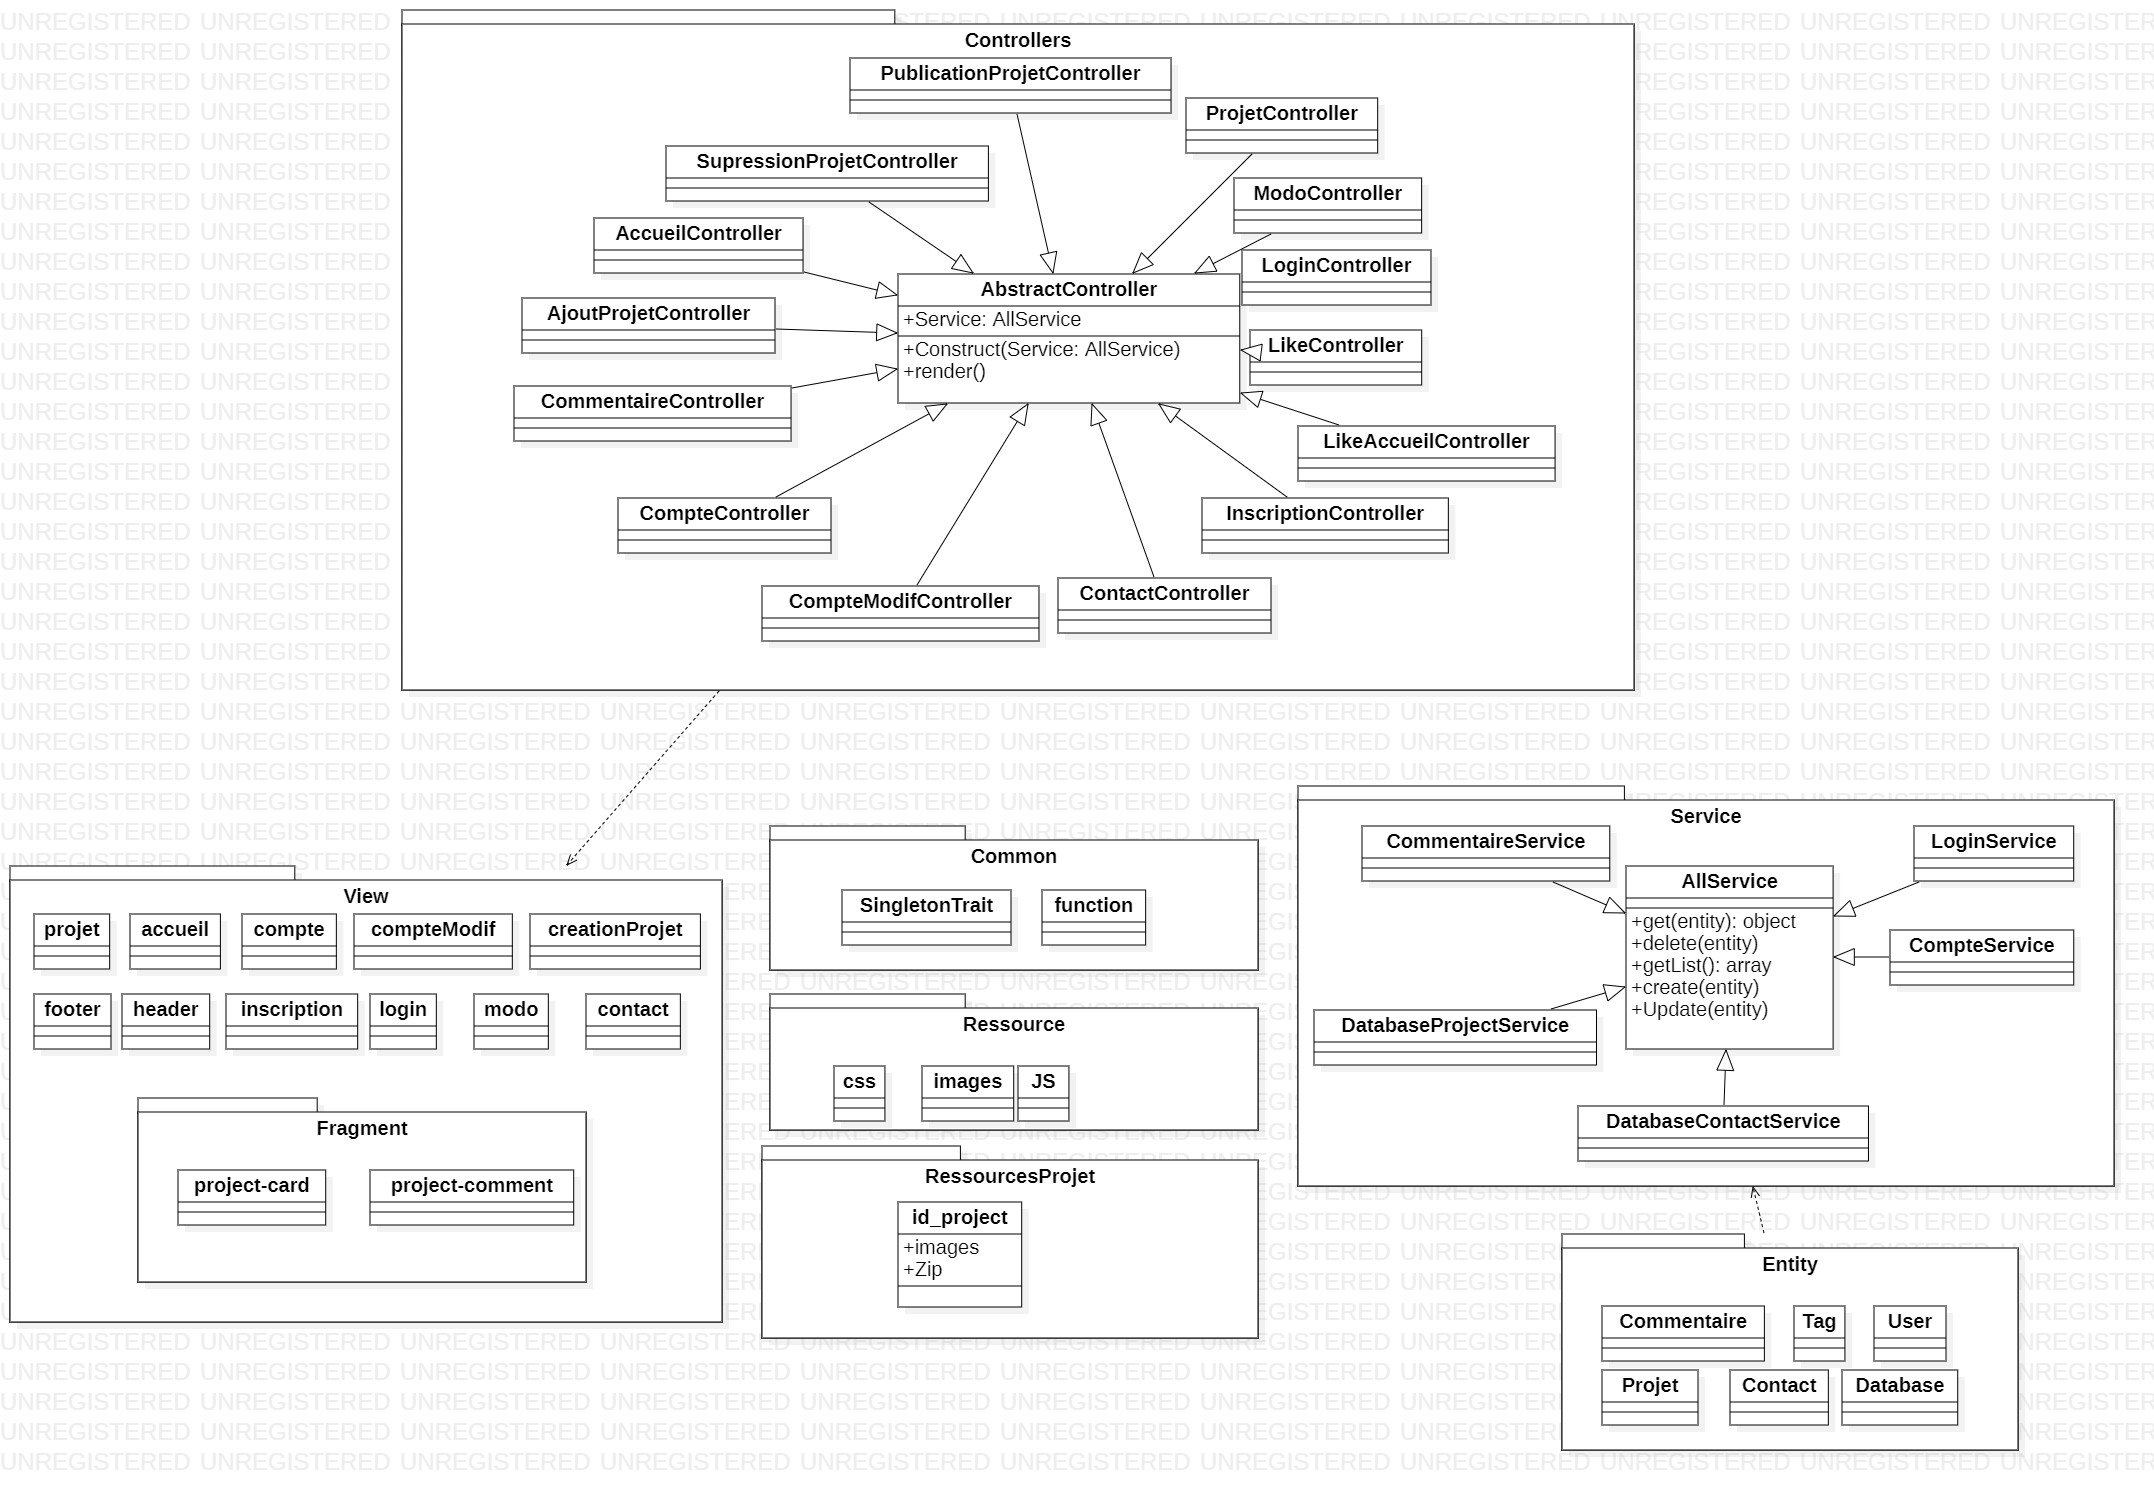 Controllers
PublicationProjetController
ProjetController
SupressionProjetController
ModoController
AccueilController
LoginController
AbstractController
+Service: AllService
+Construct(Service: AllService)
+render()
AjoutProjetController
LikeController
CommentaireController
LikeAccueilController
CompteController
InscriptionController
CompteModifController
ContactController
View
projet
accueil
compte
compteModif
creationProjet
footer
header
inscription
login
modo
contact
Fragment
project-card
project-comment
Common
SingletonTrait
function
Ressource
css
images
JS
RessourcesProjet
id_project
+images
+Zip
Service
CommentaireService
LoginService
AllService
+get(entity): object
+delete(entity)
+getList(): array
+create(entity)
+Update(entity)
CompteService
DatabaseProjectService
DatabaseContactService
Entity
Commentaire
Tag
User
Projet
Contact
Database
UNREGISTERED